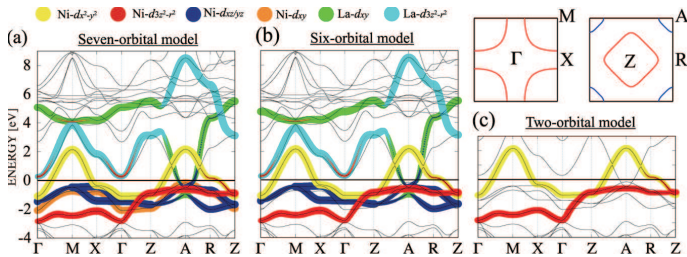 Ni-dx²-y² Ni-d3z²-r² Ni-dxz/yz Ni-dxy La-dxy La-d3z²-r²
(a) Seven-orbital model
(b) Six-orbital model
ENERGY [eV]
8
6
4
2
0
-2
-4
Γ M X Γ Z A R Z
Γ M X Γ Z A R Z
M
Γ
X
A
Z
R
(c) Two-orbital model
Γ M X Γ Z A R Z